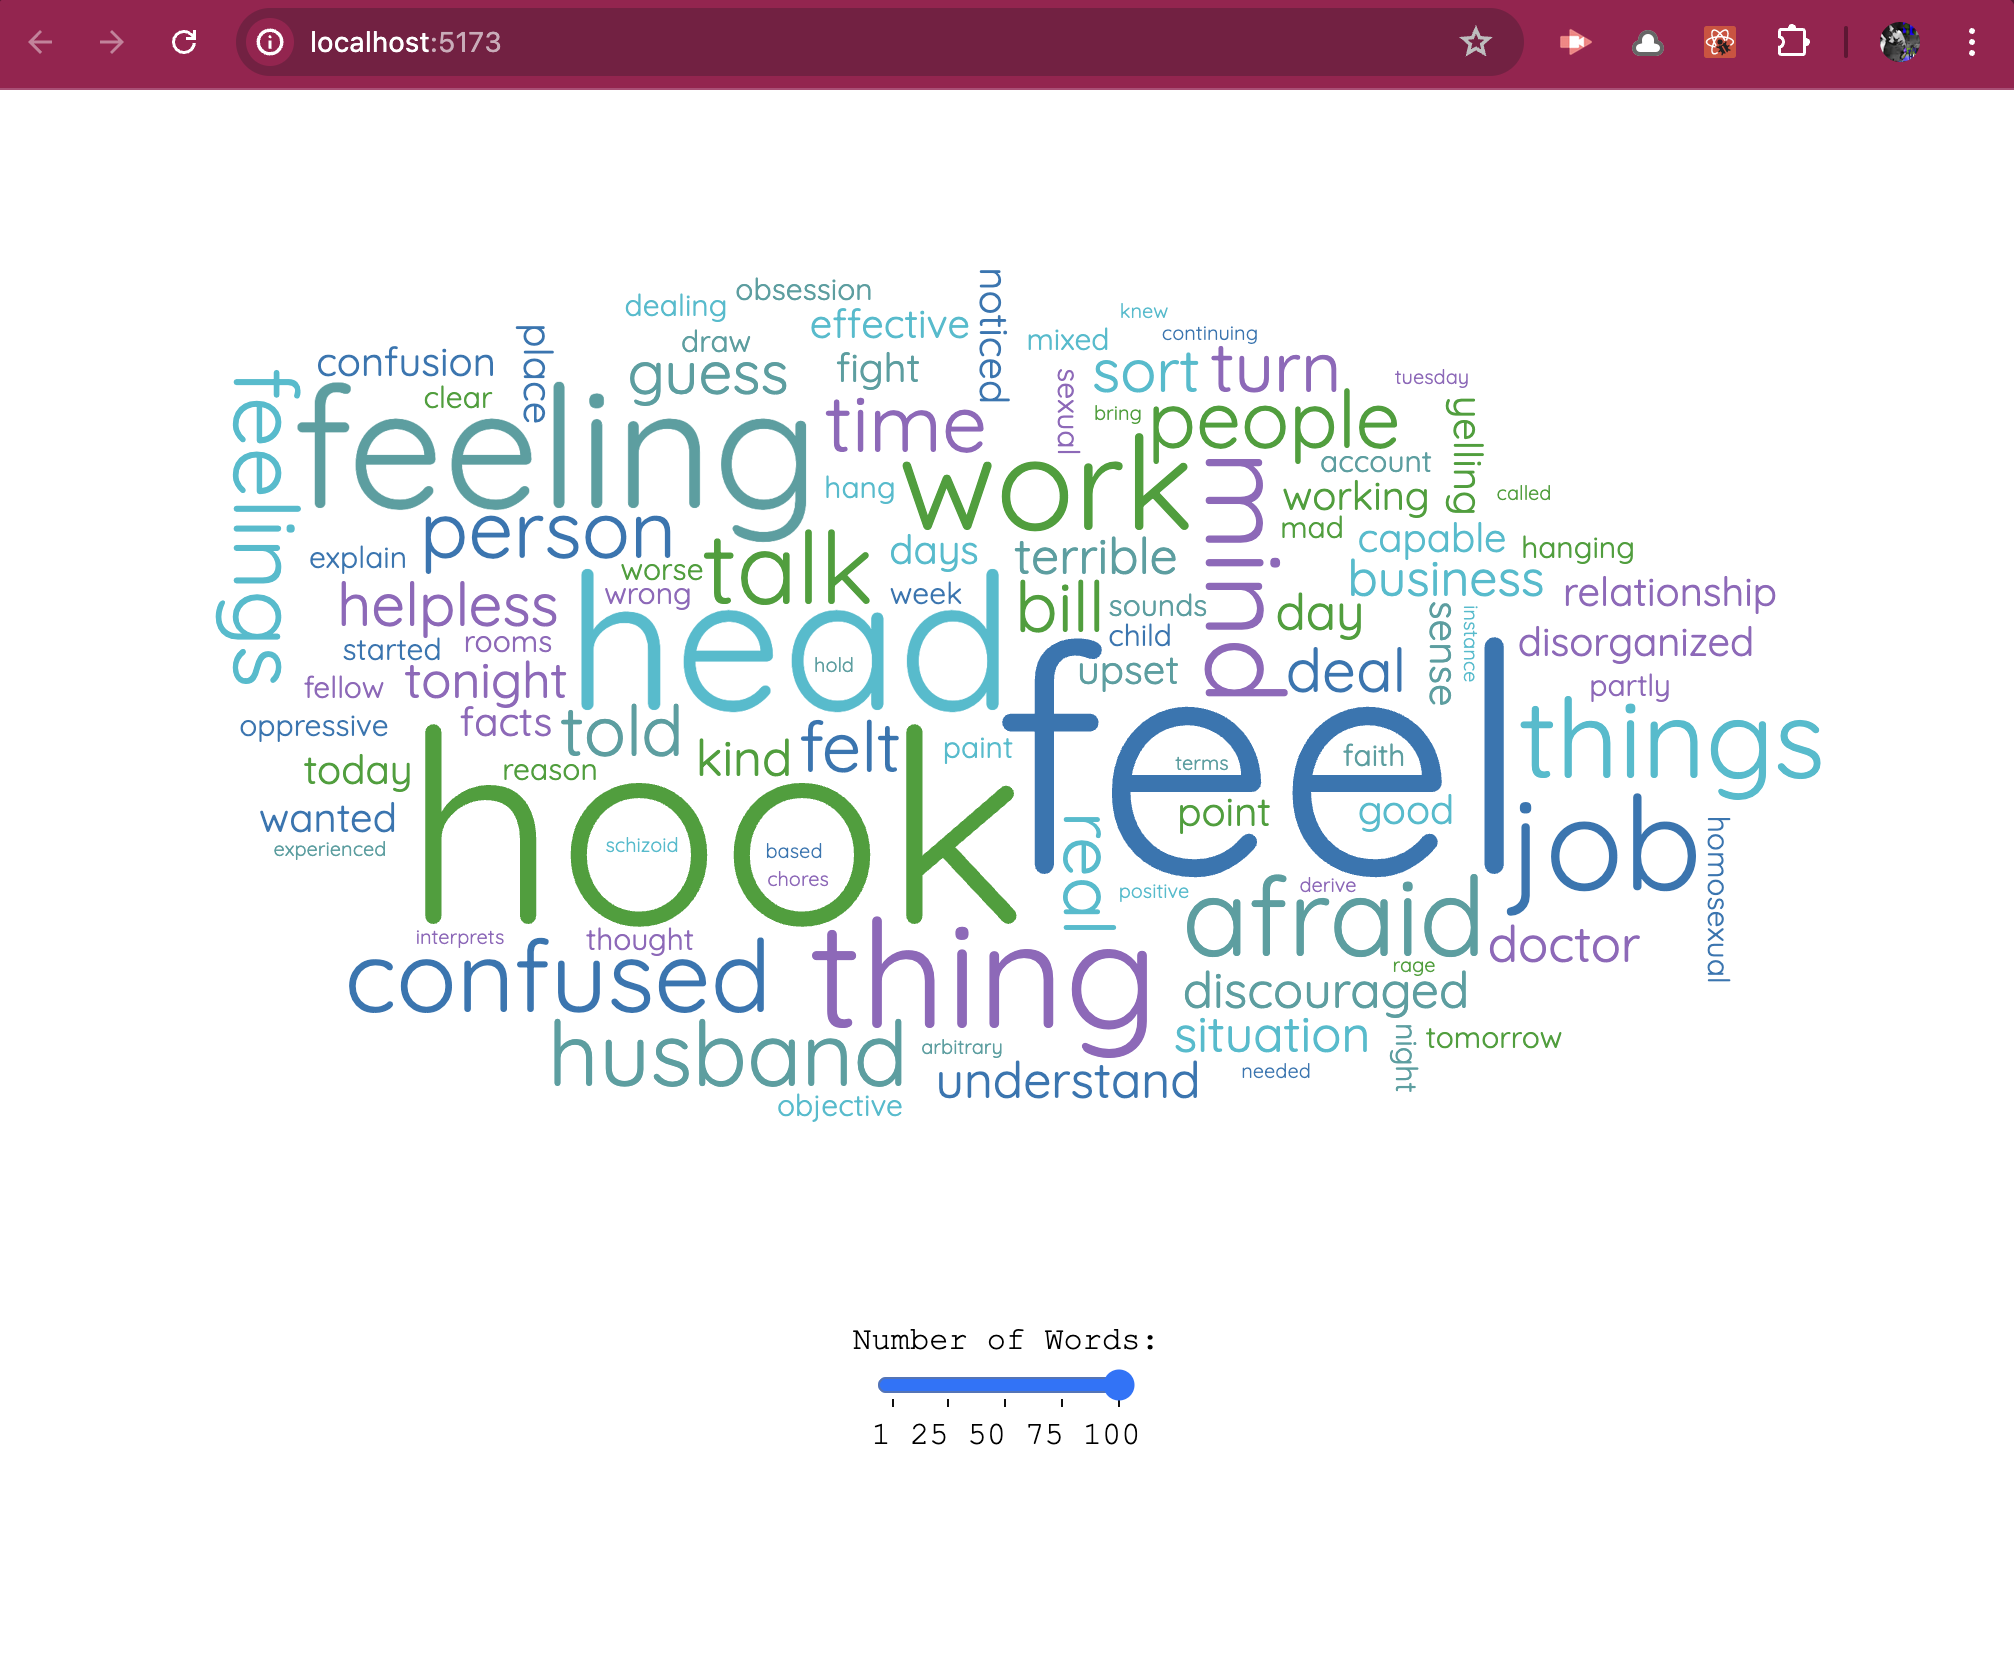 localhost:5173
obsession
dealing
noticed
knew
effective
continuing
draw
mixed
place
confusion
fight
sort
turn
guess
feelings
sexual
tuesday
clear
feeling
bring
people
time
yelling
account
hang
work
mind
working
called
person
mad
capable
hanging
explain
talk
days
terrible
worse
business
wrong
week
relationship
helpless
bill
sounds
day
sense
instance
child
started
rooms
disorganized
head
hold
upset
deal
fellow
tonight
partly
oppressive
facts
told
felt
paint
feel
things
kind
terms
faith
today
reason
wanted
hook
point
good
job
real
homosexual
experienced
schizoid
based
chores
positive
derive
afraid
interprets
thought
doctor
rage
confused
thing
discouraged
situation
night
tomorrow
husband
arbitrary
needed
understand
objective
Number of Words:
1 25 50 75 100